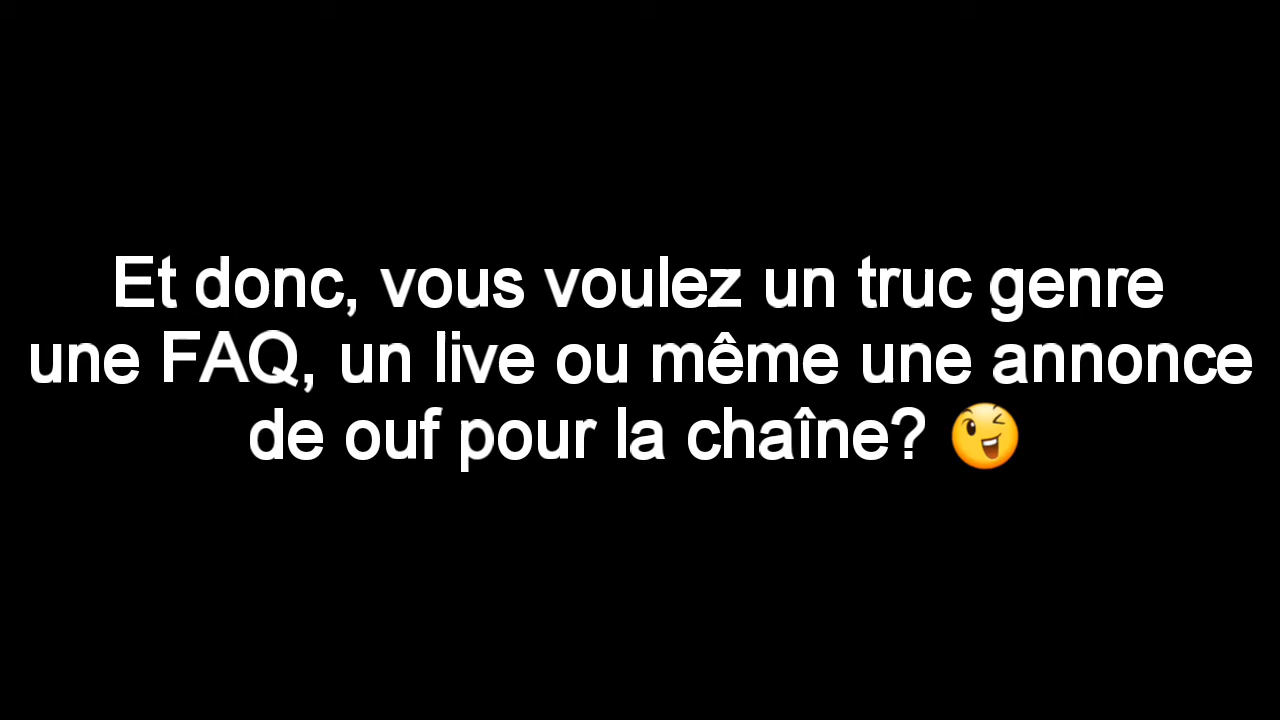 Et donc, vous voulez un truc genre
une FAQ, un live ou même une annonce
de ouf pour la chaîne? 😉